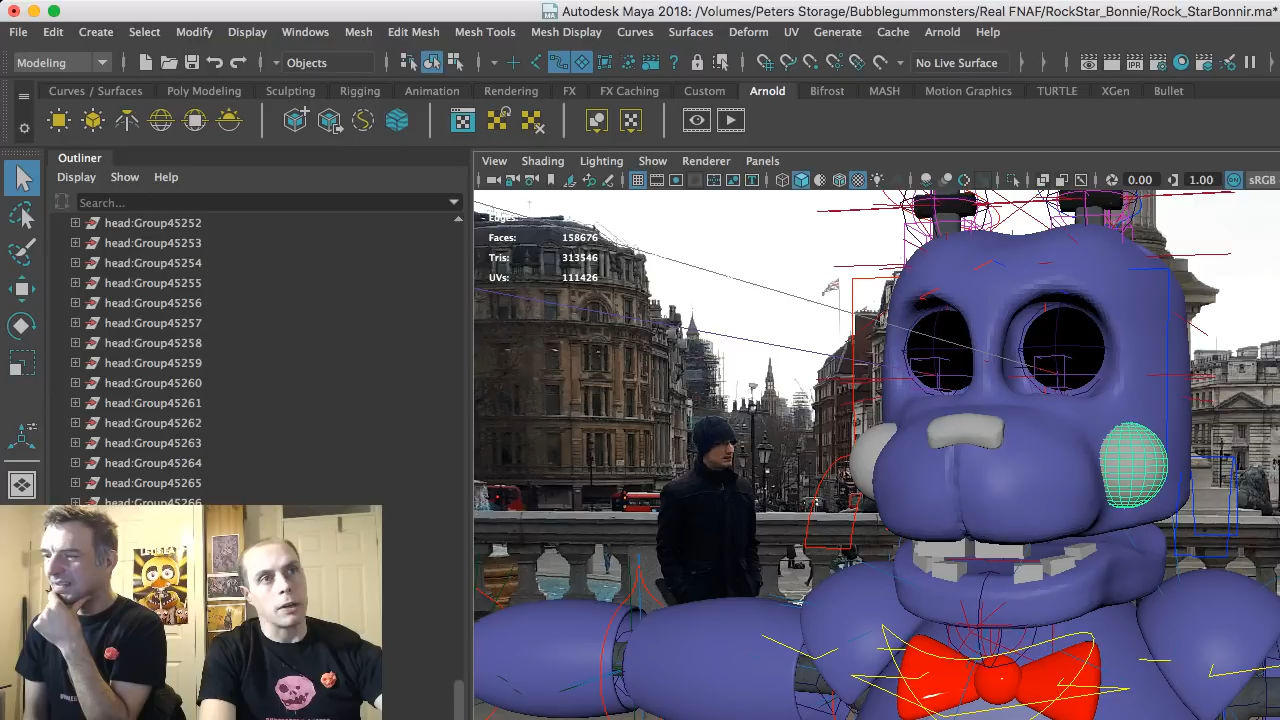 Autodesk Maya 2018: /Volumes/Peters Storage/Bubblegummonsters/Real FNAF/RockStar_Bonnie/Rock_StarBonnir.ma*
File Edit Create Select Modify Display Windows Mesh Edit Mesh Mesh Tools Mesh Display Curves Surfaces Deform UV Generate Cache Arnold Help
Modeling Objects No Live Surface
Curves / Surfaces Poly Modeling Sculpting Rigging Animation Rendering FX FX Caching Custom Arnold Bifrost MASH Motion Graphics TURTLE XGen Bullet
IPR
Outliner
Display Show Help
Search...
head:Group45252
head:Group45253
head:Group45254
head:Group45255
head:Group45256
head:Group45257
head:Group45258
head:Group45259
head:Group45260
head:Group45261
head:Group45262
head:Group45263
head:Group45264
head:Group45265
head:Group45266
View Shading Lighting Show Renderer Panels
0.00 1.00 sRGB
Faces: 158676
Tris: 313546
UVs: 111426